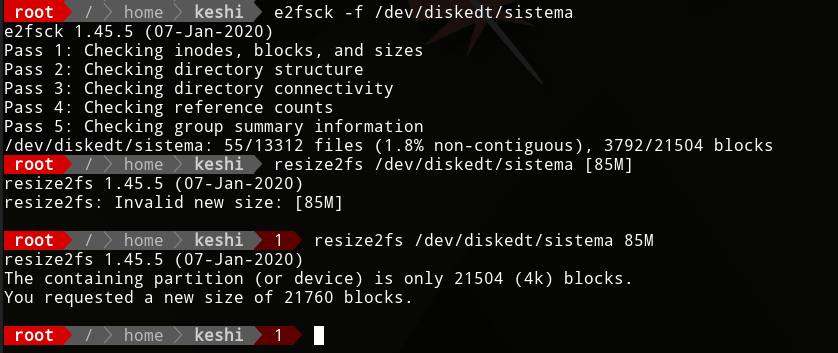 root / home keshi e2fsck -f /dev/diskedt/sistema
e2fsck 1.45.5 (07-Jan-2020)
Pass 1: Checking inodes, blocks, and sizes
Pass 2: Checking directory structure
Pass 3: Checking directory connectivity
Pass 4: Checking reference counts
Pass 5: Checking group summary information
/dev/diskedt/sistema: 55/13312 files (1.8% non-contiguous), 3792/21504 blocks
root / home keshi resize2fs /dev/diskedt/sistema [85M]
resize2fs 1.45.5 (07-Jan-2020)
resize2fs: Invalid new size: [85M]
root / home keshi 1 resize2fs /dev/diskedt/sistema 85M
resize2fs 1.45.5 (07-Jan-2020)
The containing partition (or device) is only 21504 (4k) blocks.
You requested a new size of 21760 blocks.
root / home keshi 1